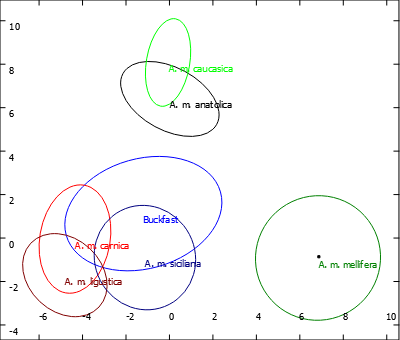 10
8
A. m. caucasica
6
A. m. anatolica
4
2
Buckfast
0
A. m. carnica
A. m. siciliana
A. m. mellifera
-2
A. m. ligustica
-6 -4 -2 0 2 4 6 8 10
-4